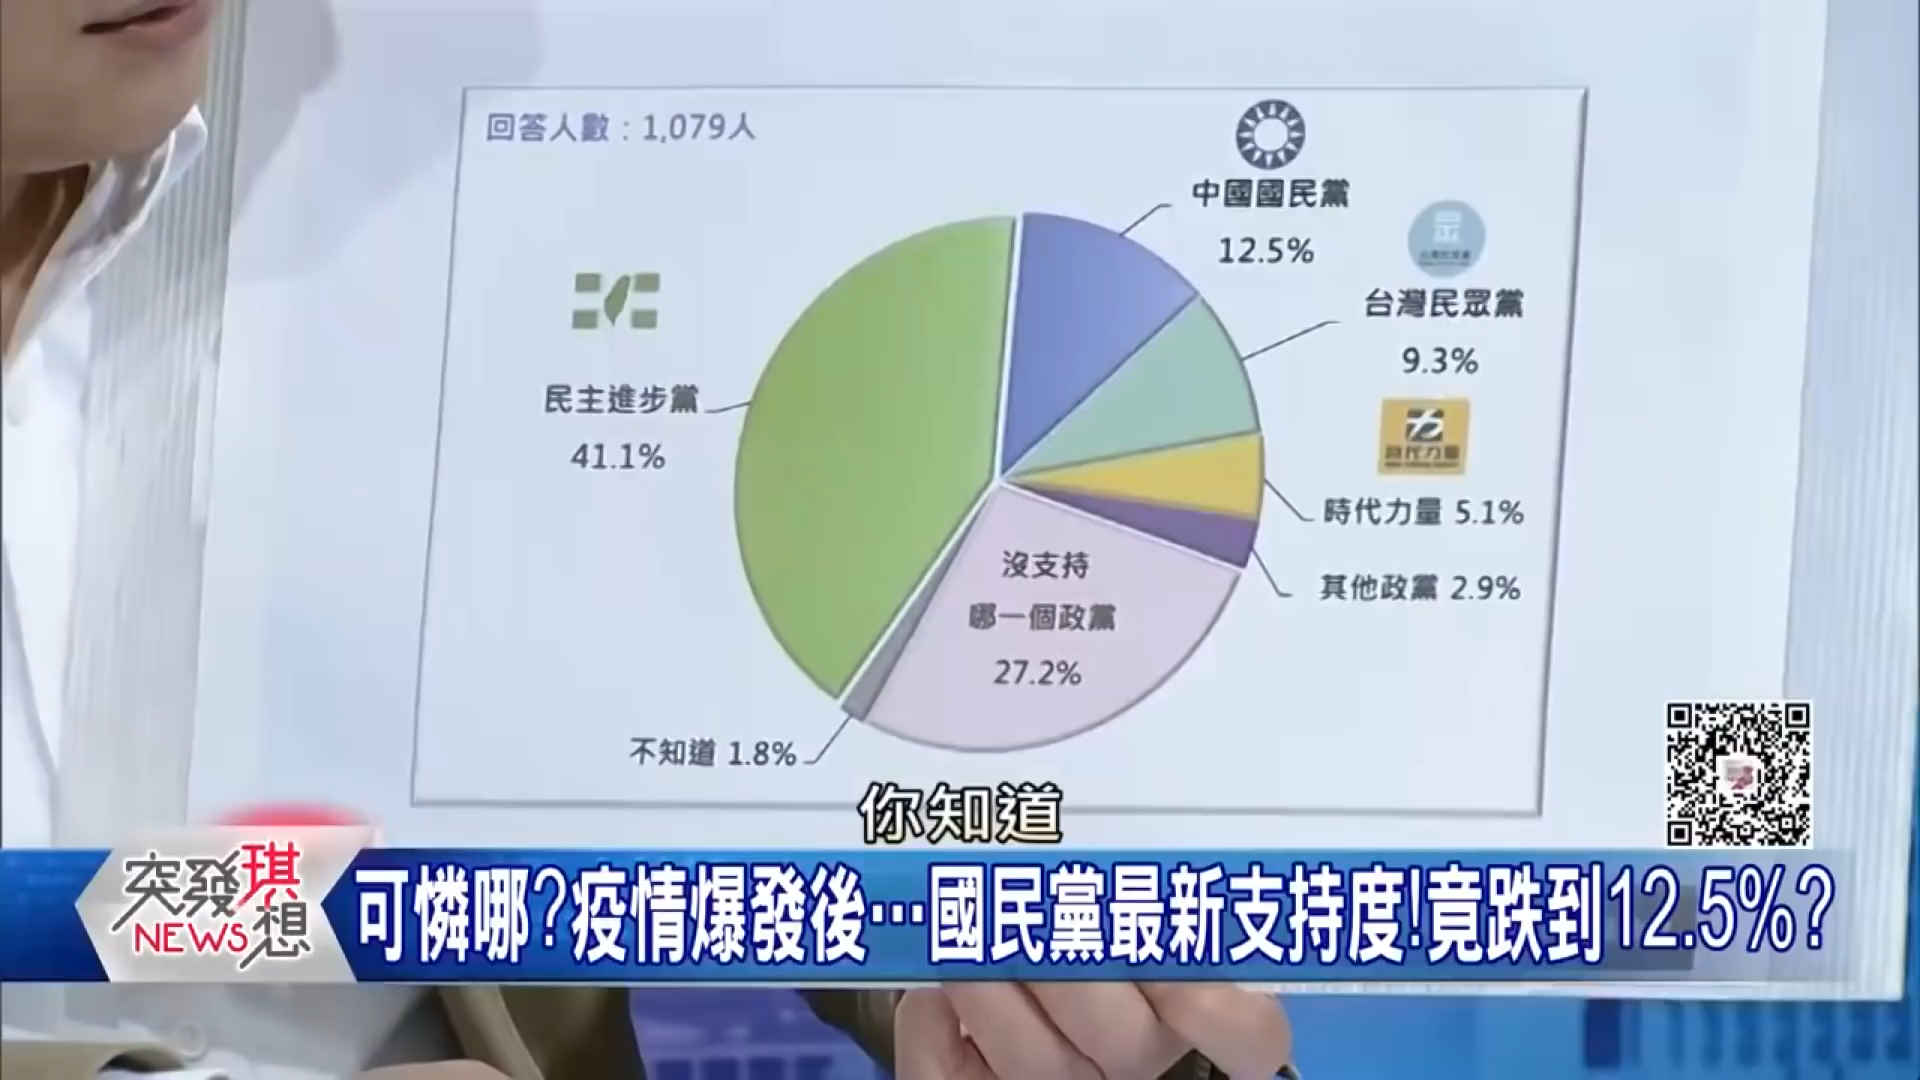 回答人數：1,079人
中國國民黨
12.5%
台灣民眾黨
9.3%
民主進步黨
41.1%
時代力量
時代力量 5.1%
其他政黨 2.9%
沒支持
哪一個政黨
27.2%
不知道 1.8%
你知道
突發琪想
NEWS
可憐哪?疫情爆發後…國民黨最新支持度!竟跌到12.5%?